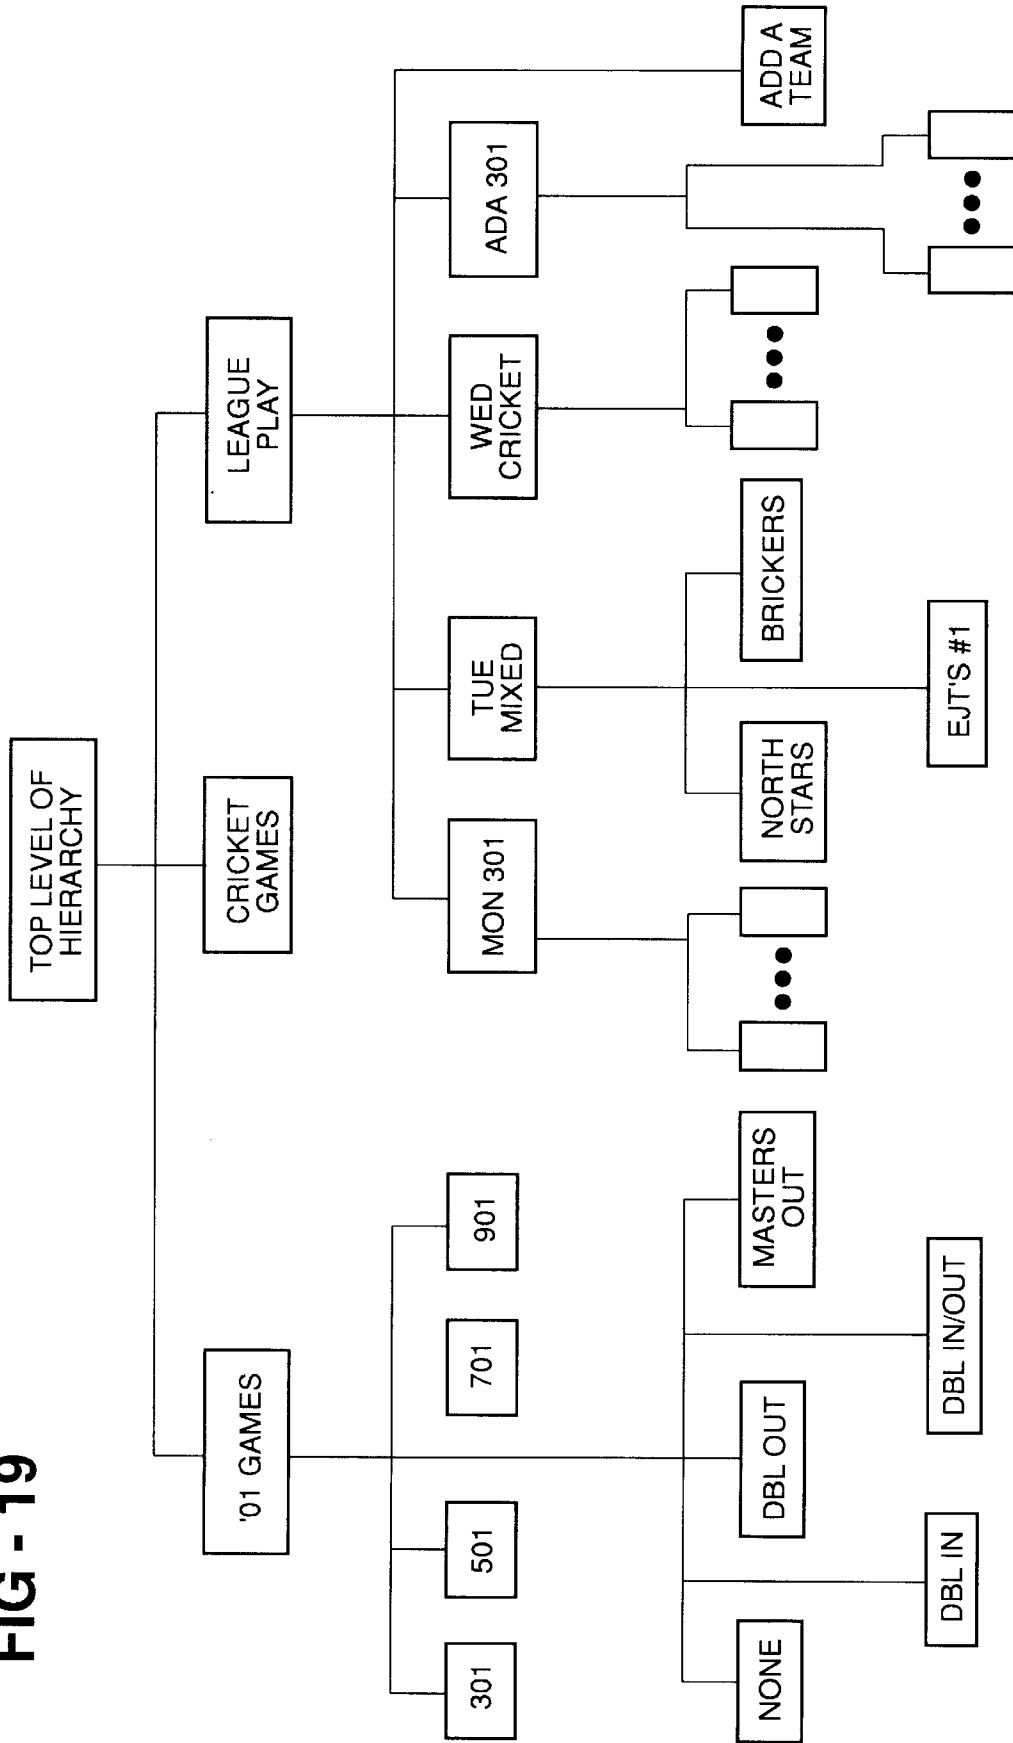 FIG - 19
TOP LEVEL OF
HIERARCHY
'01 GAMES
CRICKET
GAMES
LEAGUE
PLAY
301
501
701
901
MON 301
TUE
MIXED
WED
CRICKET
ADA 301
NONE
DBL OUT
MASTERS
OUT
NORTH
STARS
BRICKERS
ADD A
TEAM
DBL IN
DBL IN/OUT
EJT'S #1